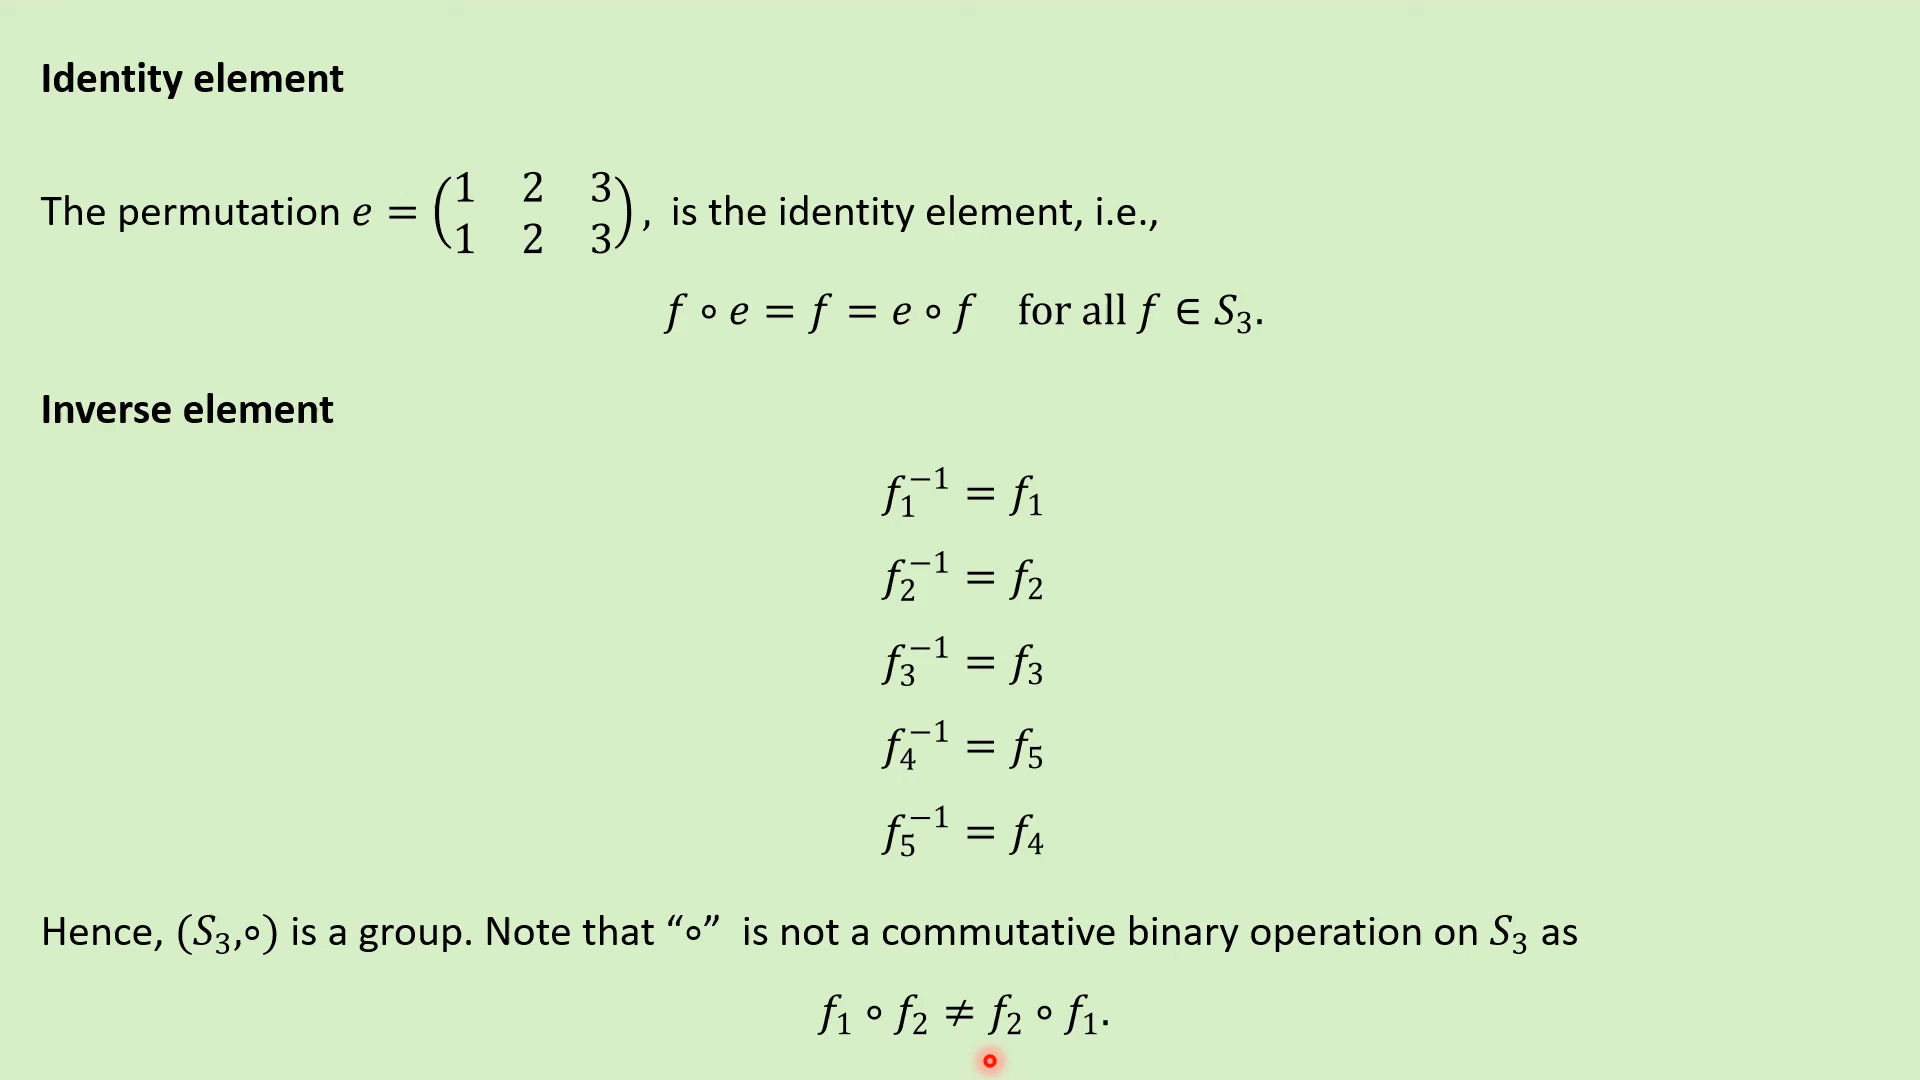 Identity element
The permutation 𝑒 = (1 2 3 / 1 2 3), is the identity element, i.e.,
𝑓 ∘ 𝑒 = 𝑓 = 𝑒 ∘ 𝑓 for all 𝑓 ∈ 𝑆₃.
Inverse element
𝑓₁⁻¹ = 𝑓₁
𝑓₂⁻¹ = 𝑓₂
𝑓₃⁻¹ = 𝑓₃
𝑓₄⁻¹ = 𝑓₅
𝑓₅⁻¹ = 𝑓₄
Hence, (𝑆₃,∘) is a group. Note that “∘” is not a commutative binary operation on 𝑆₃ as
𝑓₁ ∘ 𝑓₂ ≠ 𝑓₂ ∘ 𝑓₁.